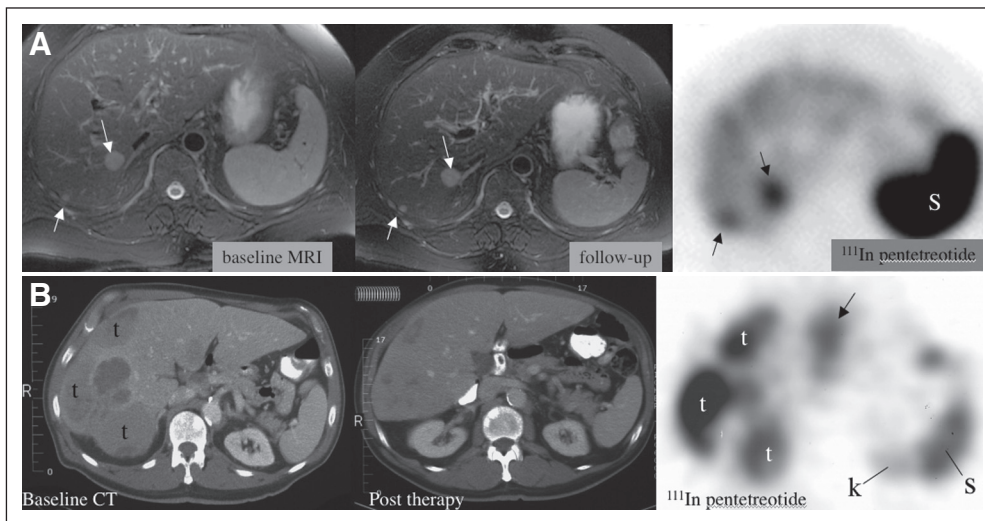 A
S
baseline MRI
follow-up
¹¹¹In pentetreotide
B
9
t
t
t
R
0
Baseline CT
0
17
17
R
Post therapy
t
t
t
k
s
¹¹¹In pentetreotide